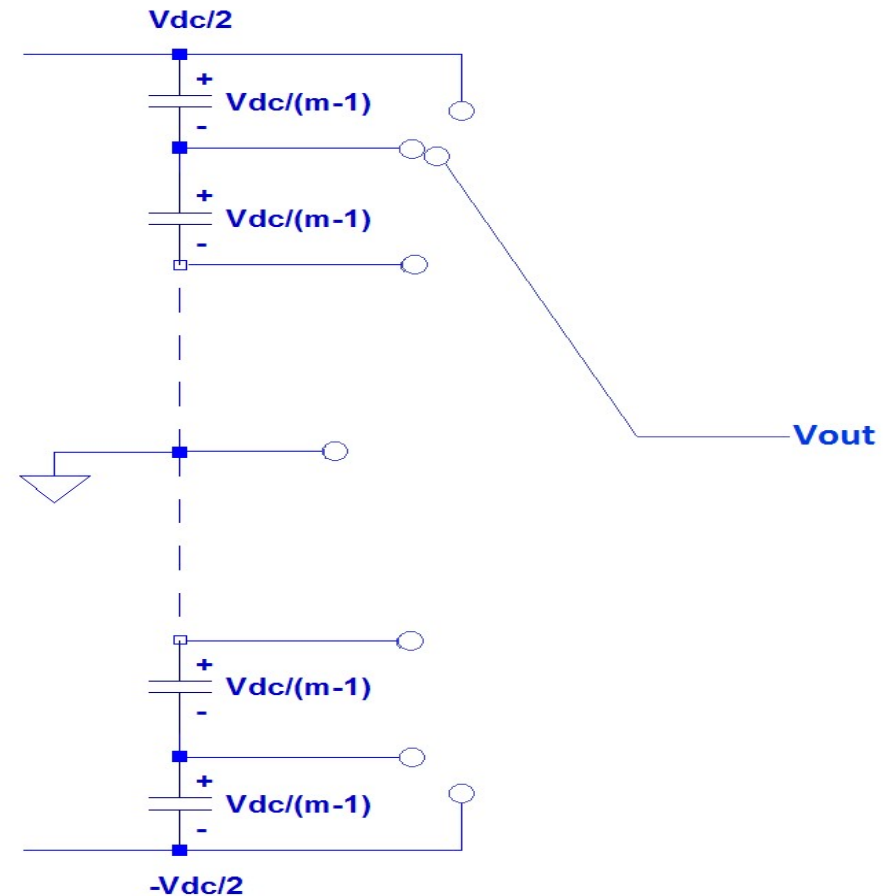 Vdc/2
+
Vdc/(m-1)
-
+
Vdc/(m-1)
-
Vout
+
Vdc/(m-1)
-
+
Vdc/(m-1)
-
-Vdc/2